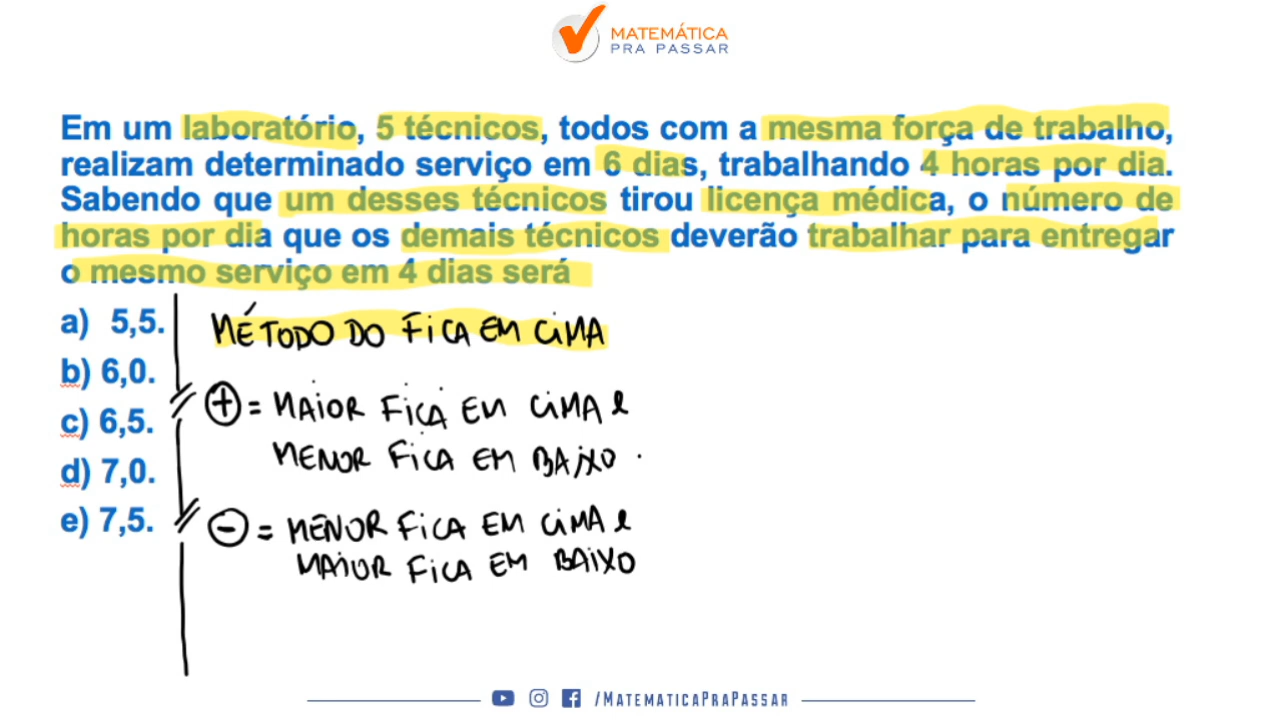 MATEMÁTICA
PRA PASSAR
Em um laboratório, 5 técnicos, todos com a mesma força de trabalho,
realizam determinado serviço em 6 dias, trabalhando 4 horas por dia.
Sabendo que um desses técnicos tirou licença médica, o número de
horas por dia que os demais técnicos deverão trabalhar para entregar
o mesmo serviço em 4 dias será
a) 5,5.
MÉTODO DO FICA EM CIMA
b) 6,0.
⊕ = MAIOR FICA EM CIMA e
c) 6,5.
MENOR FICA EM BAIXO.
d) 7,0.
e) 7,5.
⊖ = MENOR FICA EM CIMA e
MAIOR FICA EM BAIXO
/MATEMATICAPRAPASSAR